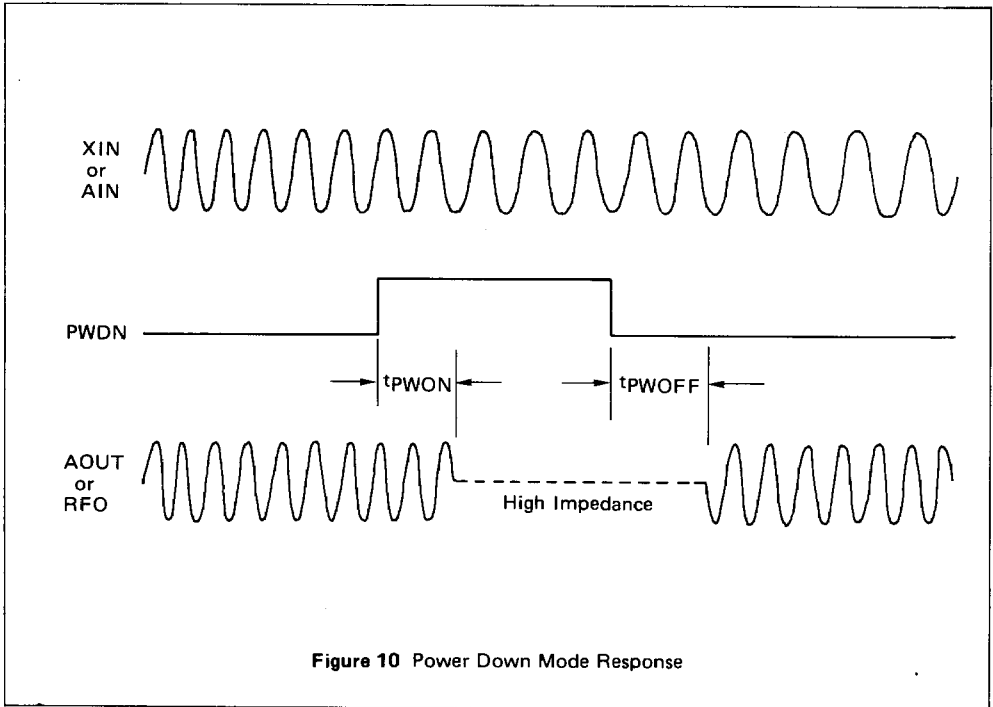 XIN
or
AIN
PWDN
tPWON
tPWOFF
AOUT
or
RFO
High Impedance
Figure 10 Power Down Mode Response